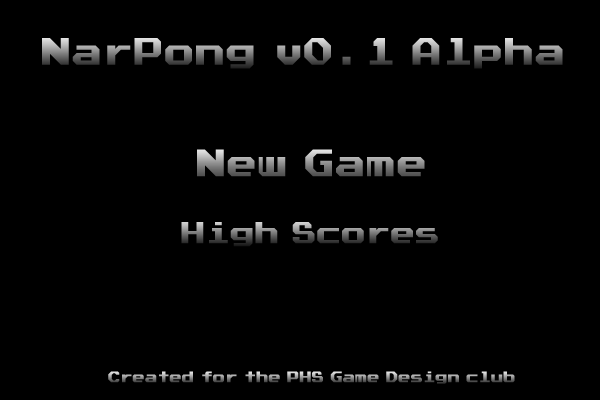 NarPong v0.1 Alpha
New Game
High Scores
Created for the PHS Game Design club